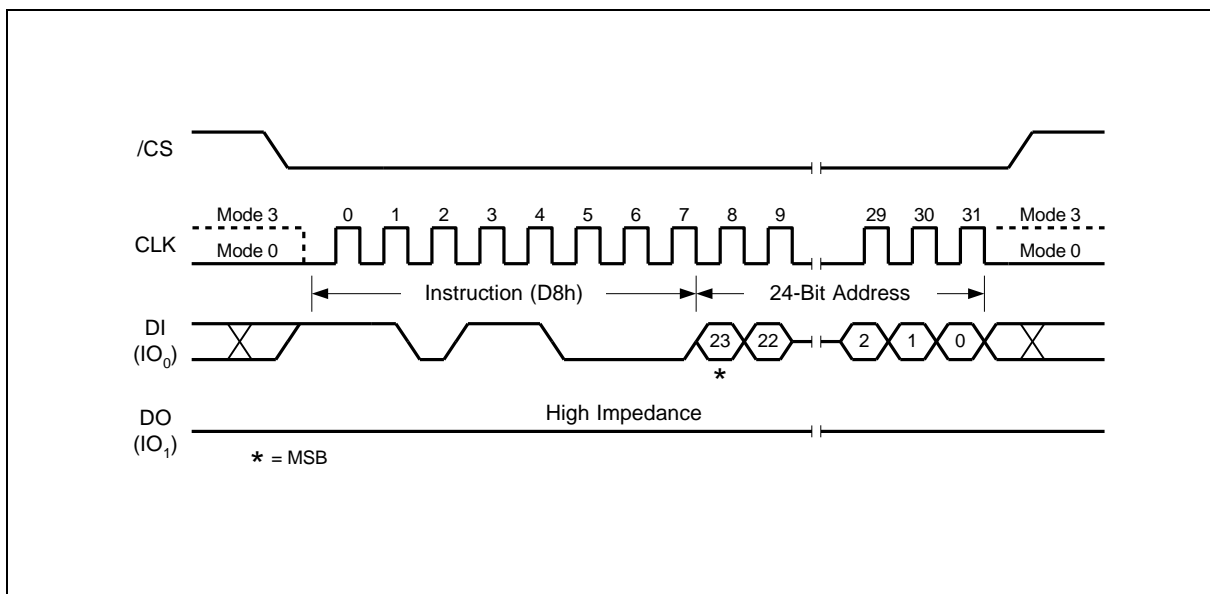 /CS
Mode 3 0 1 2 3 4 5 6 7 8 9 29 30 31 Mode 3
CLK
Mode 0 Mode 0
Instruction (D8h) 24-Bit Address
DI
(IO0)
23 22 2 1 0
*
High Impedance
DO
(IO1)
* = MSB